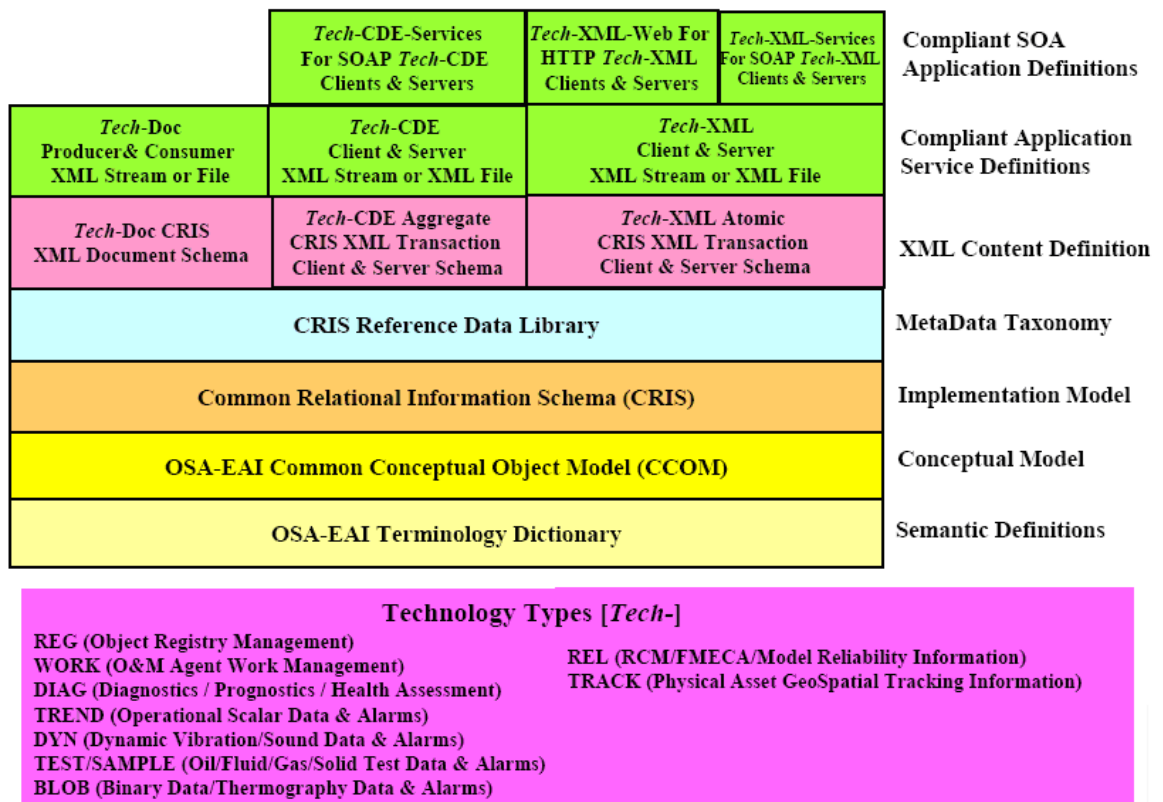 Tech-CDE-Services
For SOAP Tech-CDE
Clients & Servers
Tech-XML-Web For
HTTP Tech-XML
Clients & Servers
Tech-XML-Services
For SOAP Tech-XML
Clients & Servers
Compliant SOA
Application Definitions
Tech-Doc
Producer& Consumer
XML Stream or File
Tech-CDE
Client & Server
XML Stream or XML File
Tech-XML
Client & Server
XML Stream or XML File
Compliant Application
Service Definitions
Tech-Doc CRIS
XML Document Schema
Tech-CDE Aggregate
CRIS XML Transaction
Client & Server Schema
Tech-XML Atomic
CRIS XML Transaction
Client & Server Schema
XML Content Definition
CRIS Reference Data Library
MetaData Taxonomy
Common Relational Information Schema (CRIS)
Implementation Model
OSA-EAI Common Conceptual Object Model (CCOM)
Conceptual Model
OSA-EAI Terminology Dictionary
Semantic Definitions
Technology Types [Tech-]
REG (Object Registry Management)
WORK (O&M Agent Work Management)
DIAG (Diagnostics / Prognostics / Health Assessment)
TREND (Operational Scalar Data & Alarms)
DYN (Dynamic Vibration/Sound Data & Alarms)
TEST/SAMPLE (Oil/Fluid/Gas/Solid Test Data & Alarms)
BLOB (Binary Data/Thermography Data & Alarms)
REL (RCM/FMECA/Model Reliability Information)
TRACK (Physical Asset GeoSpatial Tracking Information)